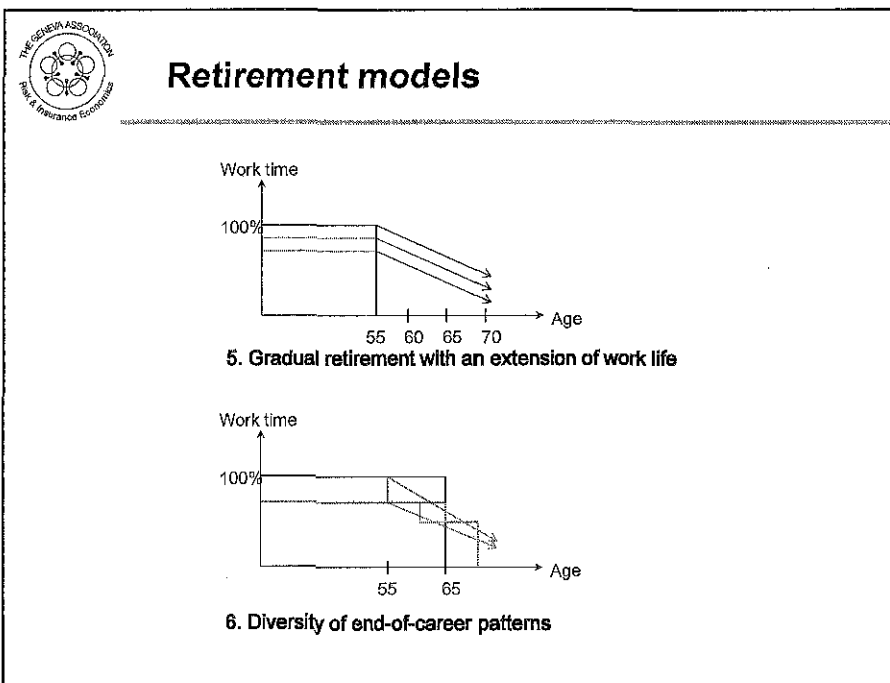 THE GENEVA ASSOCIATION
Risk & Insurance Economics
Retirement models
Work time
100%
Age
55 60 65 70
5. Gradual retirement with an extension of work life
Work time
100%
Age
55 65
6. Diversity of end-of-career patterns